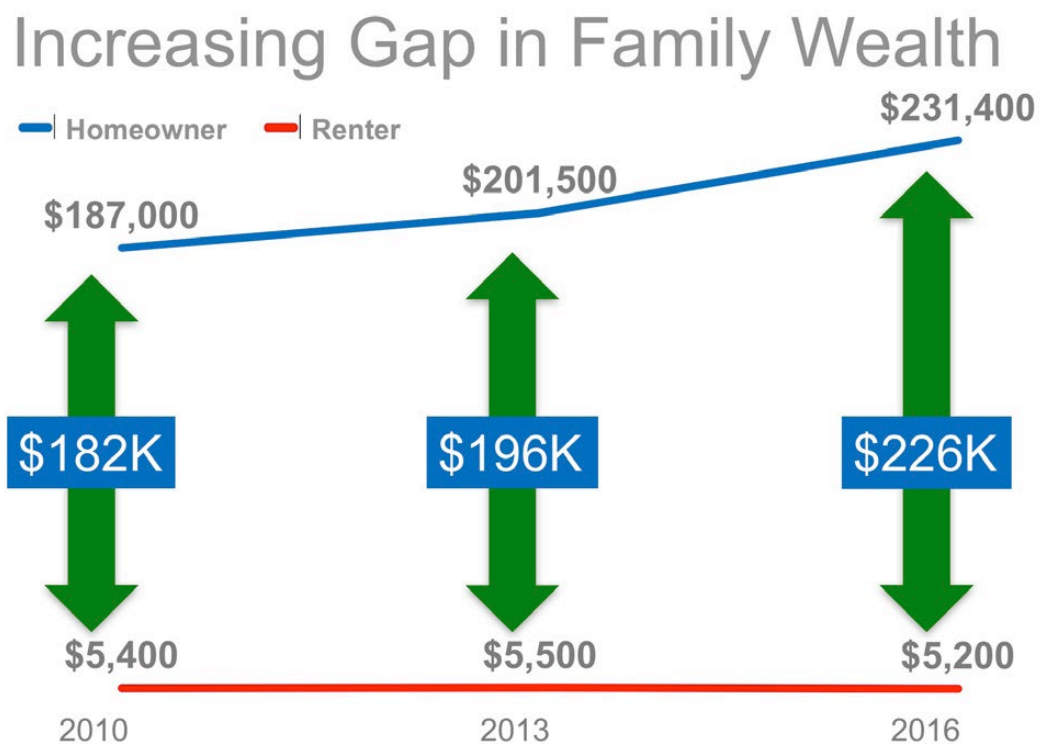 Increasing Gap in Family Wealth
Homeowner Renter
$231,400
$201,500
$187,000
$182K $196K $226K
$5,400 $5,500 $5,200
2010 2013 2016